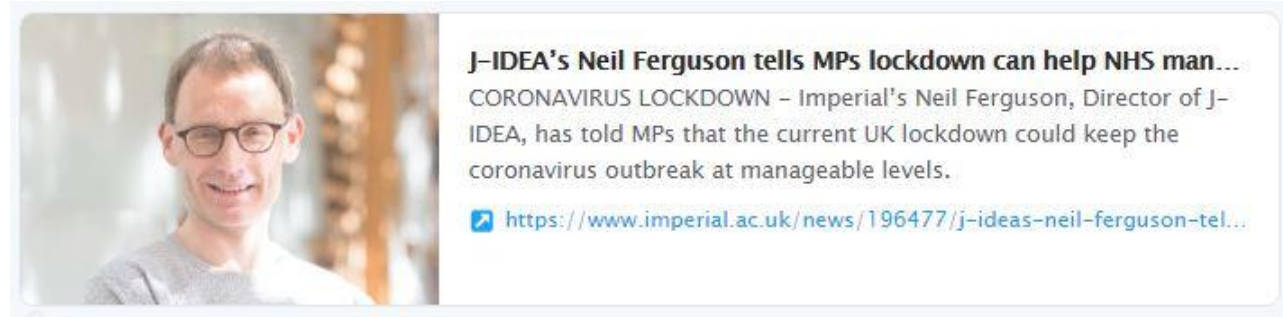 J-IDEA's Neil Ferguson tells MPs lockdown can help NHS man...
CORONAVIRUS LOCKDOWN – Imperial's Neil Ferguson, Director of J-
IDEA, has told MPs that the current UK lockdown could keep the
coronavirus outbreak at manageable levels.
https://www.imperial.ac.uk/news/196477/j-ideas-neil-ferguson-tel...